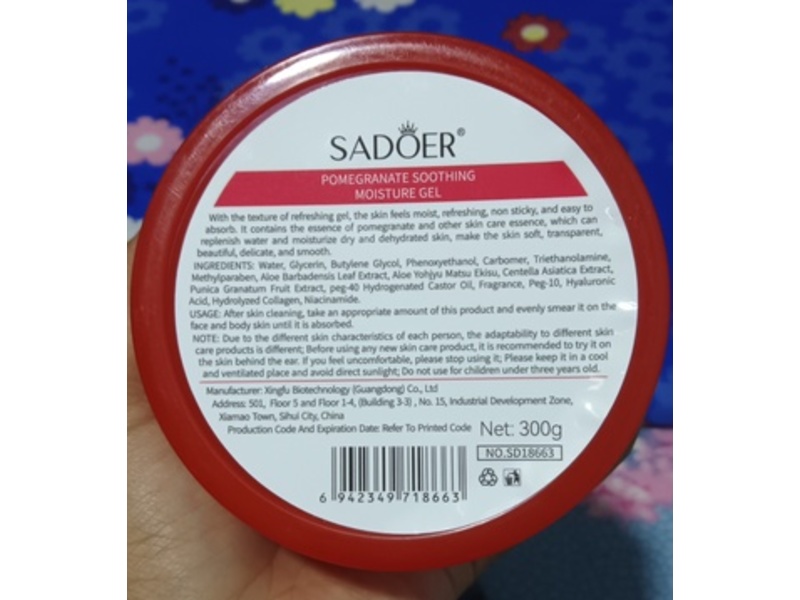 SADOER®
POMEGRANATE SOOTHING
MOISTURE GEL
With the texture of refreshing gel, the skin feels moist, refreshing, non sticky, and easy to
absorb. It contains the essence of pomegranate and other skin care essence, which can
replenish water and moisturize dry and dehydrated skin, make the skin soft, transparent,
beautiful, delicate, and smooth.
INGREDIENTS: Water, Glycerin, Butylene Glycol, Phenoxyethanol, Carbomer, Triethanolamine,
Methylparaben, Aloe Barbadensis Leaf Extract, Aloe Yohjyu Matsu Ekisu, Centella Asiatica Extract,
Punica Granatum Fruit Extract, peg-40 Hydrogenated Castor Oil, Fragrance, Peg-10, Hyaluronic
Acid, Hydrolyzed Collagen, Niacinamide.
USAGE: After skin cleaning, take an appropriate amount of this product and evenly smear it on the
face and body skin until it is absorbed.
NOTE: Due to the different skin characteristics of each person, the adaptability to different skin
care products is different; Before using any new skin care product, it is recommended to try it on
the skin behind the ear. If you feel uncomfortable, please stop using it; Please keep it in a cool
and ventilated place and avoid direct sunlight; Do not use for children under three years old.
Manufacturer: Xingfu Biotechnology (Guangdong) Co., Ltd
Address: 501, Floor 5 and Floor 1-4, (Building 3-3) , No. 15, Industrial Development Zone,
Xiamao Town, Sihui City, China
Production Code And Expiration Date: Refer To Printed Code
Net: 300g
NO.SD18663
6 942349 718663